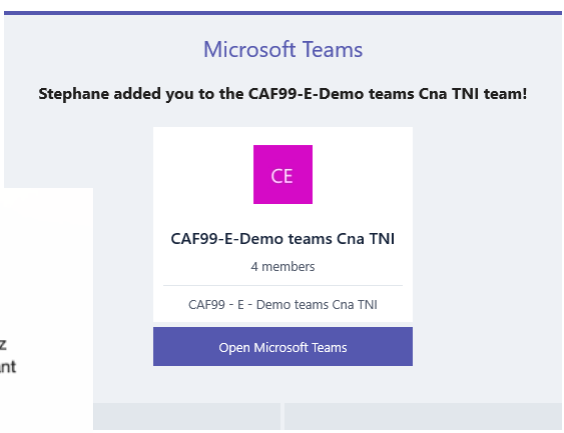 Microsoft Teams
Stephane added you to the CAF99-E-Demo teams Cna TNI team!
CE
CAF99-E-Demo teams Cna TNI
4 members
CAF99 - E - Demo teams Cna TNI
Open Microsoft Teams